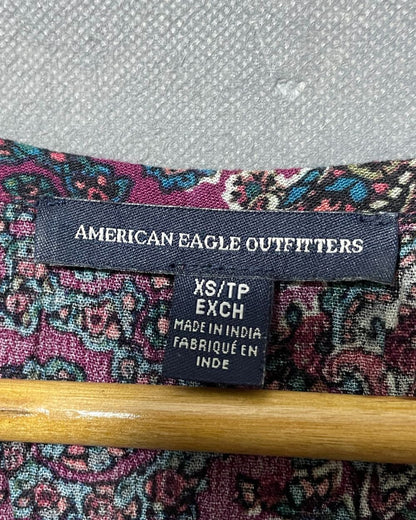 AMERICAN EAGLE OUTFITTERS
XS/TP
EXCH
MADE IN INDIA
FABRIQUÉ EN
INDE